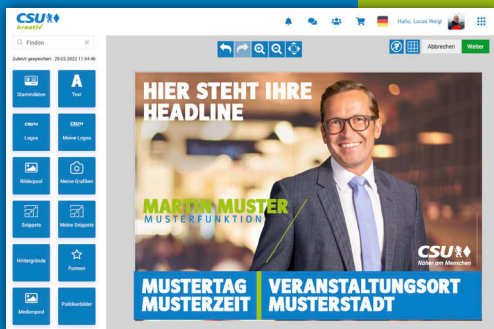 CSU
kreativ
Hallo, Lucas Weigl
Finden
Zuletzt gespeichert: 29.03.2022 11:54:46
Abbrechen
Weiter
Stammdaten
Text
Logos
Meine Logos
Bilderpool
Meine Grafiken
Snippets
Meine Snippets
Hintergründe
Formen
Medienpool
Politikerbilder
HIER STEHT IHRE
HEADLINE
MARTIN MUSTER
MUSTERFUNKTION
CSU
Näher am Menschen
MUSTERTAG
MUSTERZEIT
VERANSTALTUNGSORT
MUSTERSTADT